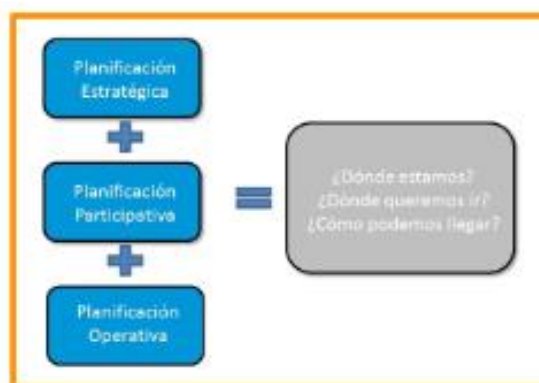 Planificación
Estratégica
Planificación
Participativa
Planificación
Operativa
¿Dónde estamos?
¿Dónde queremos ir?
¿Cómo podemos llegar?